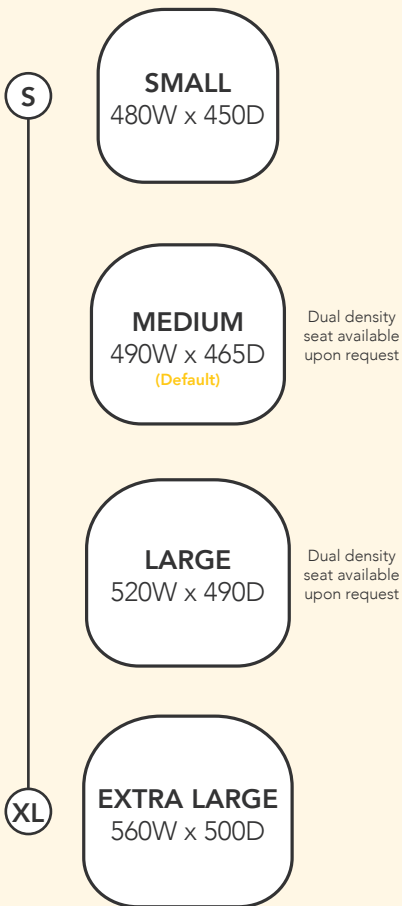 S
SMALL
480W x 450D
MEDIUM
490W x 465D
(Default)
Dual density
seat available
upon request
LARGE
520W x 490D
Dual density
seat available
upon request
XL
EXTRA LARGE
560W x 500D